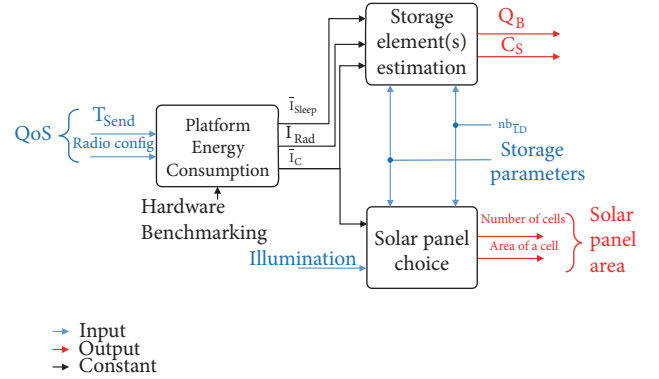 Storage
element(s)
estimation
Q_B
C_S
QoS
T_Send
Radio config
Platform
Energy
Consumption
Ī_Sleep
I_Rad
Ī_C
nb_L̄D
Storage
parameters
Hardware
Benchmarking
Illumination
Solar panel
choice
Number of cells
Area of a cell
Solar
panel
area
Input
Output
Constant